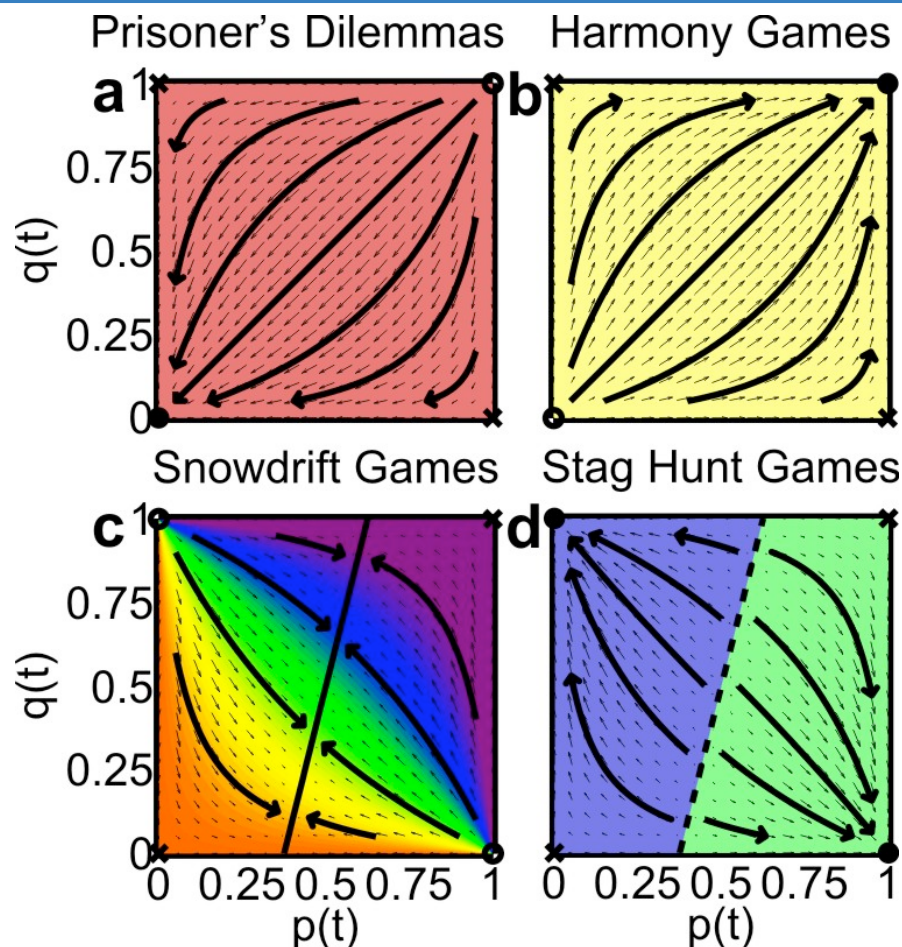 Prisoner's Dilemmas
Harmony Games
a
b
1
0.75
0.5
0.25
0
q(t)
Snowdrift Games
Stag Hunt Games
c
d
1
0.75
0.5
0.25
0
q(t)
0 0.25 0.5 0.75 1
0 0.25 0.5 0.75 1
p(t)
p(t)